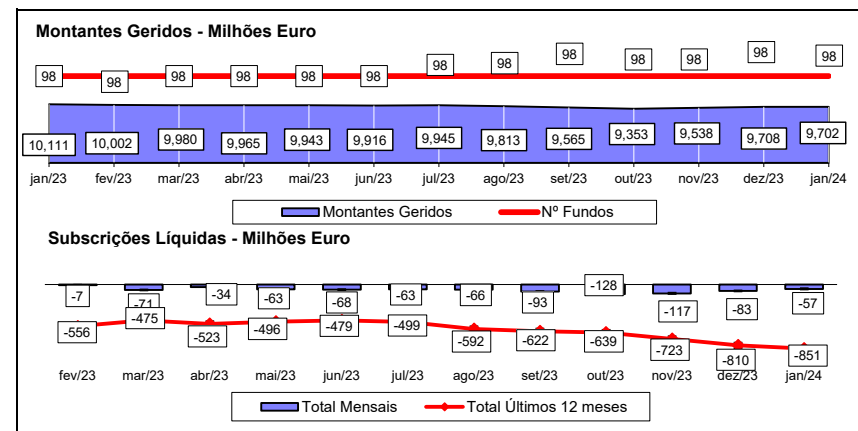 Montantes Geridos - Milhões Euro
98 98 98 98 98 98 98 98 98 98 98 98 98
10,111 10,002 9,980 9,965 9,943 9,916 9,945 9,813 9,565 9,353 9,538 9,708 9,702
jan/23 fev/23 mar/23 abr/23 mai/23 jun/23 jul/23 ago/23 set/23 out/23 nov/23 dez/23 jan/24
Montantes Geridos Nº Fundos
Subscrições Líquidas - Milhões Euro
-7 -71 -34 -63 -68 -63 -66 -93 -128 -117 -83 -57
-556 -475 -523 -496 -479 -499 -592 -622 -639 -723 -810 -851
fev/23 mar/23 abr/23 mai/23 jun/23 jul/23 ago/23 set/23 out/23 nov/23 dez/23 jan/24
Total Mensais Total Últimos 12 meses